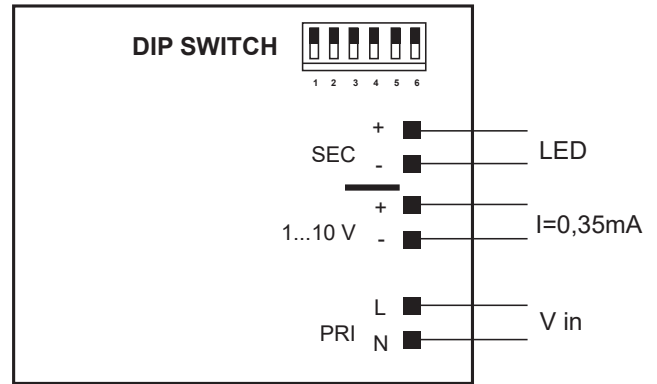 DIP SWITCH
1 2 3 4 5 6
+
SEC
-
LED
+
1...10 V
-
I=0,35mA
L
PRI
N
V in